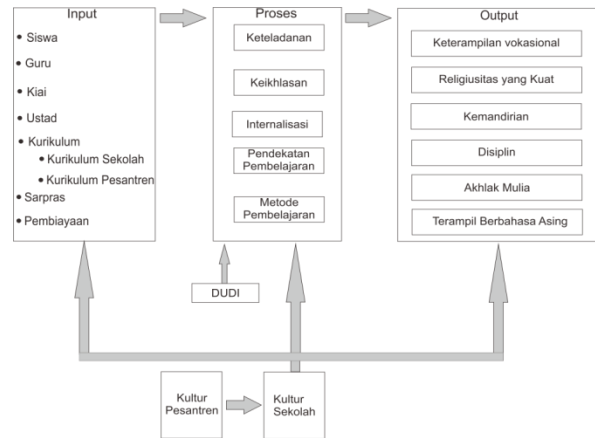 Input
• Siswa
• Guru
• Kiai
• Ustad
• Kurikulum
• Kurikulum Sekolah
• Kurikulum Pesantren
• Sarpras
• Pembiayaan
Proses
Keteladanan
Keikhlasan
Internalisasi
Pendekatan
Pembelajaran
Metode
Pembelajaran
Output
Keterampilan vokasional
Religiusitas yang Kuat
Kemandirian
Disiplin
Akhlak Mulia
Terampil Berbahasa Asing
DUDI
Kultur
Pesantren
Kultur
Sekolah